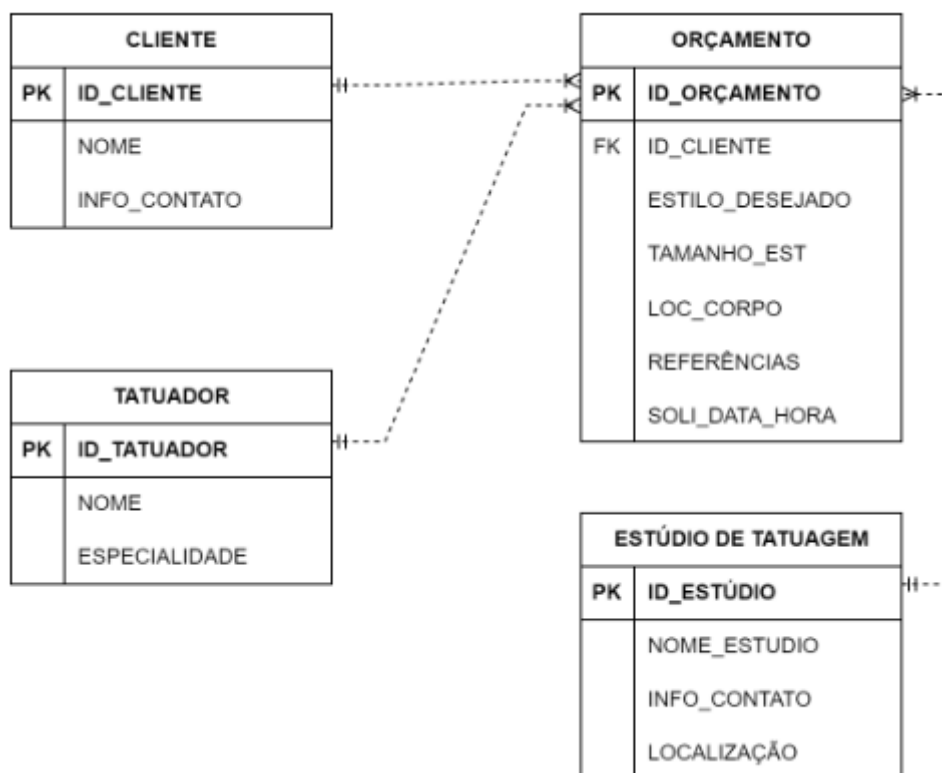 CLIENTE
PK ID_CLIENTE
NOME
INFO_CONTATO
TATUADOR
PK ID_TATUADOR
NOME
ESPECIALIDADE
ORÇAMENTO
PK ID_ORÇAMENTO
FK ID_CLIENTE
ESTILO_DESEJADO
TAMANHO_EST
LOC_CORPO
REFERÊNCIAS
SOLI_DATA_HORA
ESTÚDIO DE TATUAGEM
PK ID_ESTÚDIO
NOME_ESTUDIO
INFO_CONTATO
LOCALIZAÇÃO